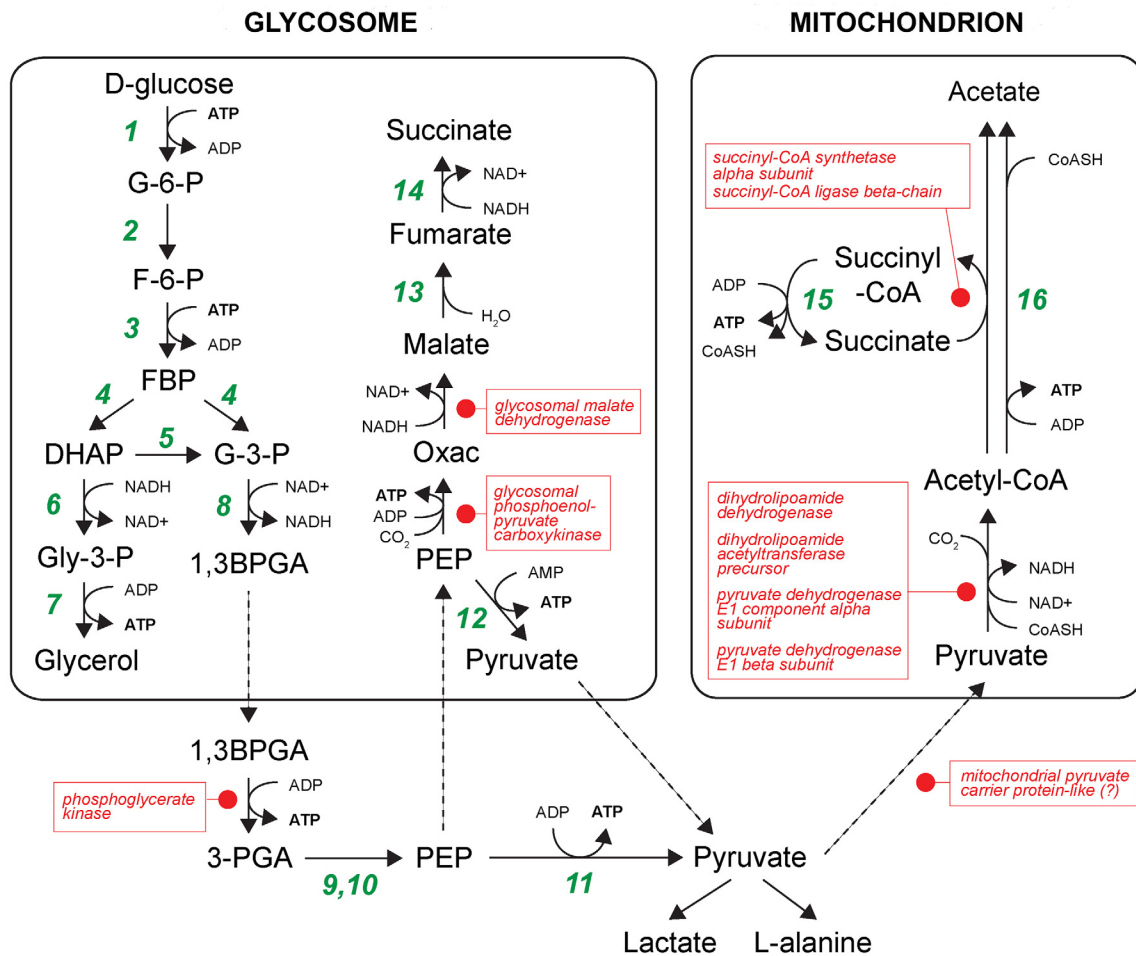 GLYCOSOME
D-glucose
1
ATP
ADP
G-6-P
2
F-6-P
3
ATP
ADP
FBP
4
4
DHAP
5
G-3-P
6
NADH
NAD+
8
NAD+
NADH
Gly-3-P
1,3BPGA
7
ADP
ATP
Glycerol
Succinate
14
NAD+
NADH
Fumarate
13
H₂O
Malate
NAD+
NADH
glycosomal malate
dehydrogenase
Oxac
ATP
ADP
CO₂
glycosomal
phosphoenol-
pyruvate
carboxykinase
PEP
12
AMP
ATP
Pyruvate
MITOCHONDRION
Acetate
succinyl-CoA synthetase
alpha subunit
succinyl-CoA ligase beta-chain
CoASH
Succinyl
-CoA
ADP
ATP
CoASH
15
16
Succinate
ATP
ADP
Acetyl-CoA
dihydrolipoamide
dehydrogenase
dihydrolipoamide
acetyltransferase
precursor
pyruvate dehydrogenase
E1 component alpha
subunit
pyruvate dehydrogenase
E1 beta subunit
CO₂
NADH
NAD+
CoASH
Pyruvate
1,3BPGA
phosphoglycerate
kinase
ADP
ATP
3-PGA
9,10
PEP
ADP
ATP
11
Pyruvate
mitochondrial pyruvate
carrier protein-like (?)
Lactate
L-alanine